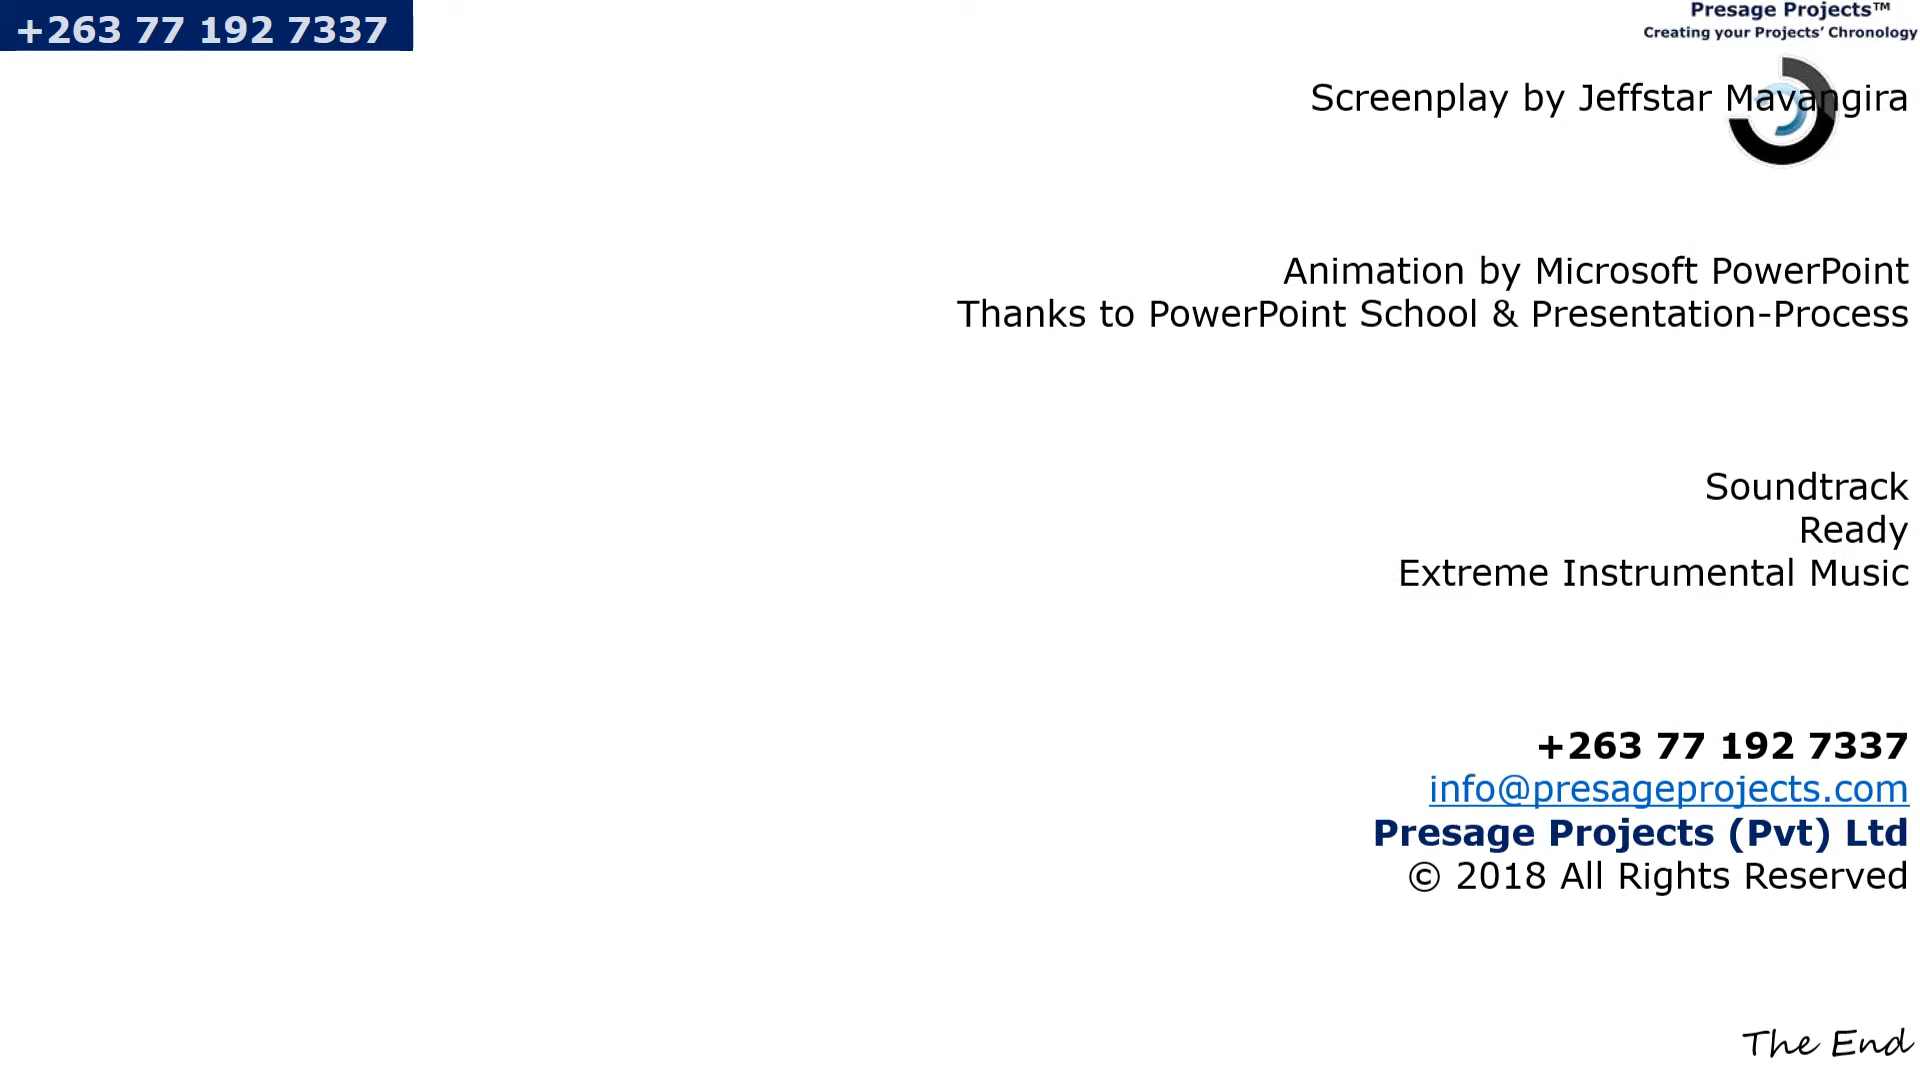 +263 77 192 7337
Presage Projects™
Creating your Projects’ Chronology
Screenplay by Jeffstar Mavangira
Animation by Microsoft PowerPoint
Thanks to PowerPoint School & Presentation-Process
Soundtrack
Ready
Extreme Instrumental Music
+263 77 192 7337
info@presageprojects.com
Presage Projects (Pvt) Ltd
© 2018 All Rights Reserved
The End